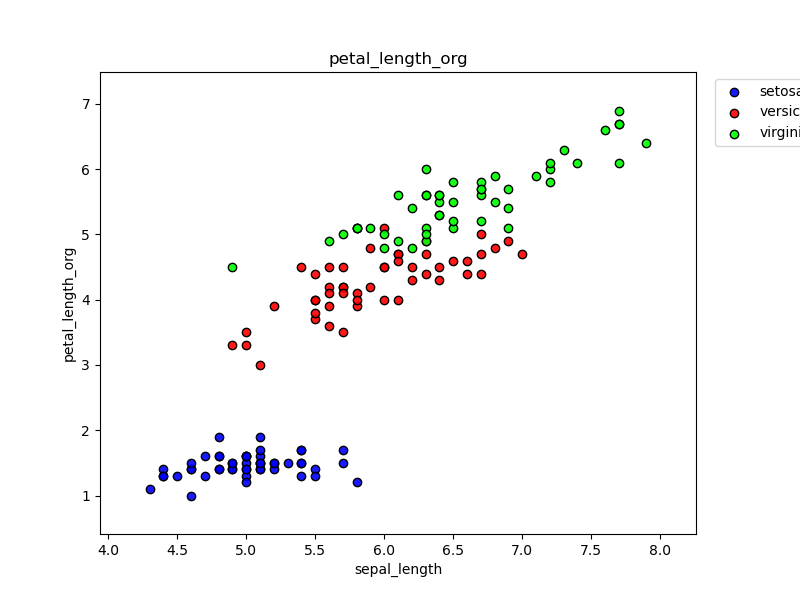 petal_length_org
setosa
versic
virgini
7
6
5
4
3
2
1
petal_length_org
4.0 4.5 5.0 5.5 6.0 6.5 7.0 7.5 8.0
sepal_length